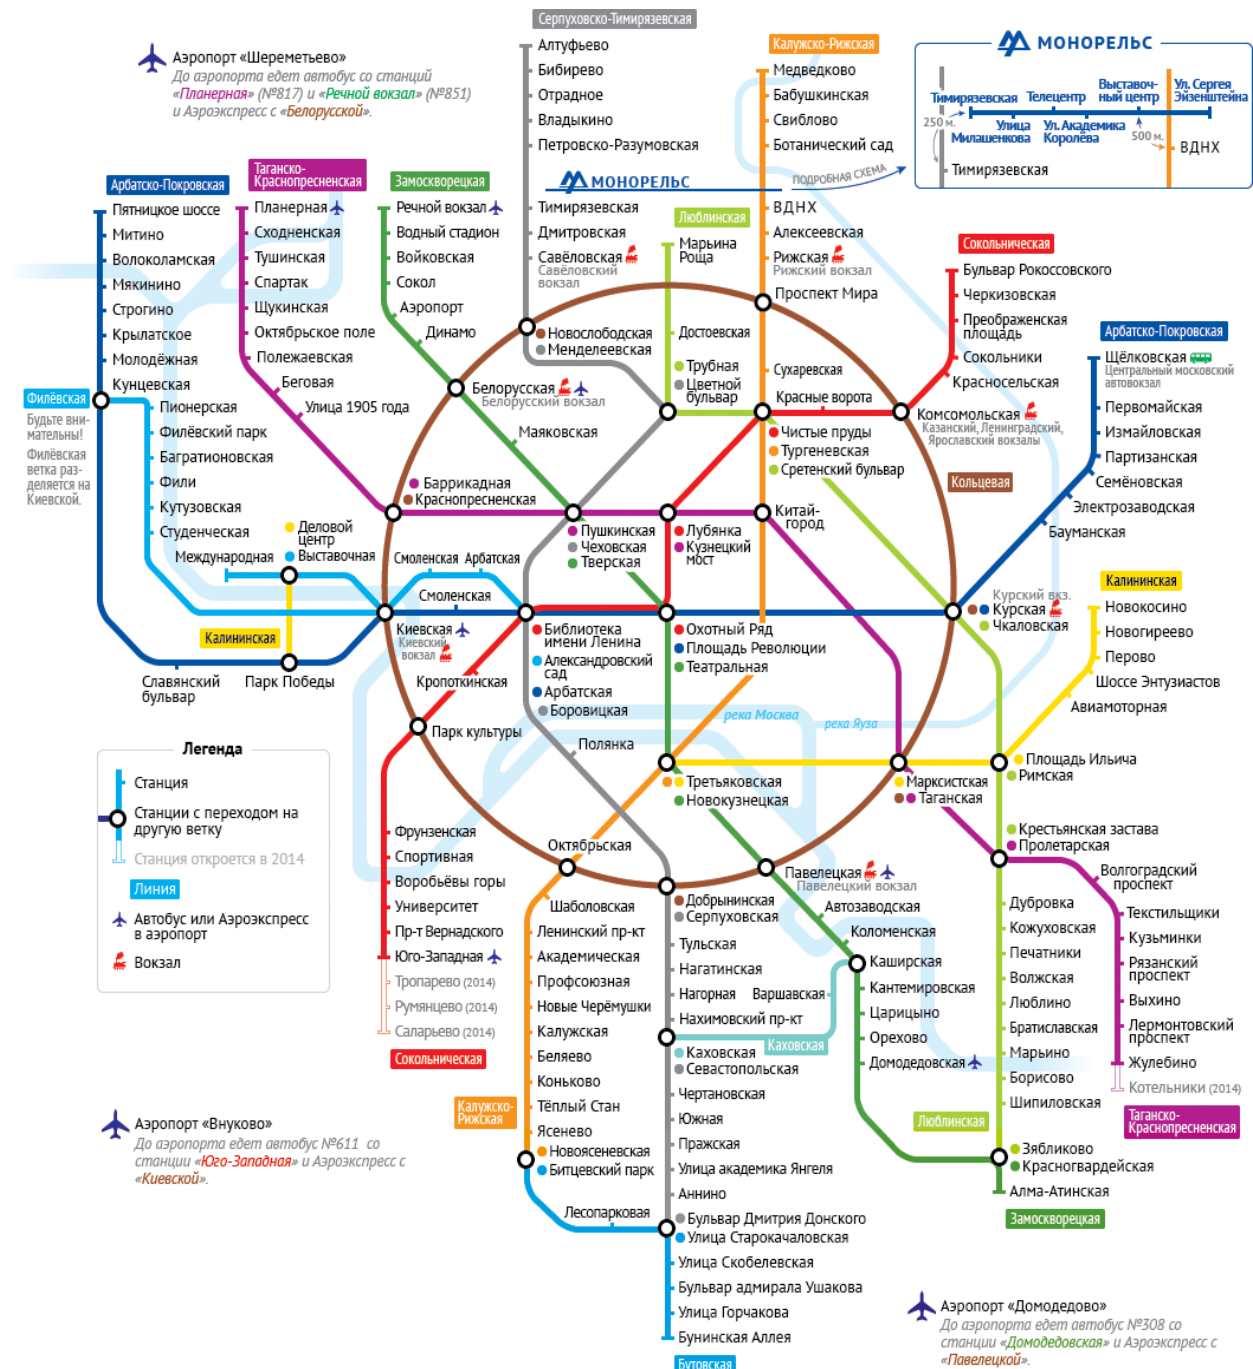 Серпуховско-Тимирязевская
Алтуфьево
Бибирево
Отрадное
Владыкино
Петровско-Разумовская
Тимирязевская
Дмитровская
Савёловская
Савёловский
вокзал
Калужско-Рижская
Медведково
Бабушкинская
Свиблово
Ботанический сад
ВДНХ
Алексеевская
Рижская
Рижский вокзал
Проспект Мира
МОНОРЕЛЬС
Тимирязевская
Телецентр
Выставоч-
ный центр
Ул. Сергея
Эйзенштейна
250 м.
Улица
Милашенкова
Ул. Академика
Королёва
500 м.
ВДНХ
Тимирязевская
МОНОРЕЛЬС
ПОДРОБНАЯ СХЕМА
Аэропорт «Шереметьево»
До аэропорта едет автобус со станций
«Планерная» (№817) и «Речной вокзал» (№851)
и Аэроэкспресс с «Белорусской».
Арбатско-Покровская
Пятницкое шоссе
Митино
Волоколамская
Мякинино
Строгино
Крылатское
Молодёжная
Кунцевская
Таганско-
Краснопресненская
Планерная
Сходненская
Тушинская
Спартак
Щукинская
Октябрьское поле
Полежаевская
Беговая
Улица 1905 года
Замоскворецкая
Речной вокзал
Водный стадион
Войковская
Сокол
Аэропорт
Динамо
Белорусская
Белорусский вокзал
Маяковская
Люблинская
Марьина
Роща
Достоевская
Трубная
Цветной
бульвар
Сухаревская
Новослободская
Менделеевская
Сокольническая
Бульвар Рокоссовского
Черкизовская
Преображенская
площадь
Сокольники
Красносельская
Красные ворота
Комсомольская
Казанский, Ленинградский,
Ярославский вокзалы
Арбатско-Покровская
Щёлковская
Центральный московский
автовокзал
Первомайская
Измайловская
Партизанская
Семёновская
Электрозаводская
Бауманская
Чистые пруды
Тургеневская
Сретенский бульвар
Кольцевая
Филёвская
Будьте вни-
мательны!
Филёвская
ветка раз-
деляется на
Киевской.
Пионерская
Филёвский парк
Багратионовская
Фили
Кутузовская
Студенческая
Международная
Деловой
центр
Выставочная
Баррикадная
Краснопресненская
Пушкинская
Чеховская
Тверская
Лубянка
Кузнецкий
мост
Китай-
город
Смоленская
Арбатская
Смоленская
Калининская
Славянский
бульвар
Парк Победы
Киевская
Киевский
вокзал
Кропоткинская
Парк культуры
Библиотека
имени Ленина
Александровский
сад
Арбатская
Боровицкая
Полянка
Охотный Ряд
Площадь Революции
Театральная
река Москва
река Яуза
Курский вкз.
Курская
Чкаловская
Калининская
Новокосино
Новогиреево
Перово
Шоссе Энтузиастов
Авиамоторная
Площадь Ильича
Римская
Марксистская
Таганская
Третьяковская
Новокузнецкая
Крестьянская застава
Пролетарская
Легенда
Станция
Станции с переходом на
другую ветку
Станция откроется в 2014
Линия
Автобус или Аэроэкспресс
в аэропорт
Вокзал
Фрунзенская
Спортивная
Воробьёвы горы
Университет
Пр-т Вернадского
Юго-Западная
Тропарево (2014)
Румянцево (2014)
Саларьево (2014)
Сокольническая
Октябрьская
Шаболовская
Ленинский пр-кт
Академическая
Профсоюзная
Новые Черёмушки
Калужская
Беляево
Коньково
Тёплый Стан
Ясенево
Новоясеневская
Битцевский парк
Калужско-
Рижская
Лесопарковая
Добрынинская
Серпуховская
Тульская
Нагатинская
Нагорная
Нахимовский пр-кт
Варшавская
Каховская
Каховская
Севастопольская
Чертановская
Южная
Пражская
Улица академика Янгеля
Аннино
Бульвар Дмитрия Донского
Улица Старокачаловская
Улица Скобелевская
Бульвар адмирала Ушакова
Улица Горчакова
Бунинская Аллея
Бутовская
Павелецкая
Павелецкий вокзал
Автозаводская
Коломенская
Каширская
Кантемировская
Царицыно
Орехово
Домодедовская
Дубровка
Кожуховская
Печатники
Волжская
Люблино
Братиславская
Марьино
Борисово
Шипиловская
Люблинская
Зябликово
Красногвардейская
Алма-Атинская
Замоскворецкая
Волгоградский
проспект
Текстильщики
Кузьминки
Рязанский
проспект
Выхино
Лермонтовский
проспект
Жулебино
Котельники (2014)
Таганско-
Краснопресненская
Аэропорт «Внуково»
До аэропорта едет автобус №611 со
станции «Юго-Западная» и Аэроэкспресс с
«Киевской».
Аэропорт «Домодедово»
До аэропорта едет автобус №308 со
станции «Домодедовская» и Аэроэкспресс с
«Павелецкой».